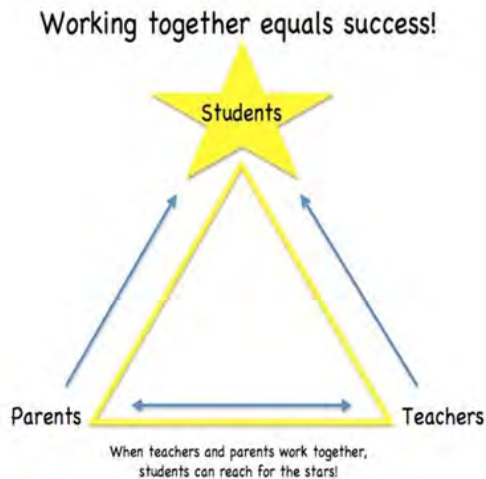 Working together equals success!
Students
Parents
Teachers
When teachers and parents work together,
students can reach for the stars!